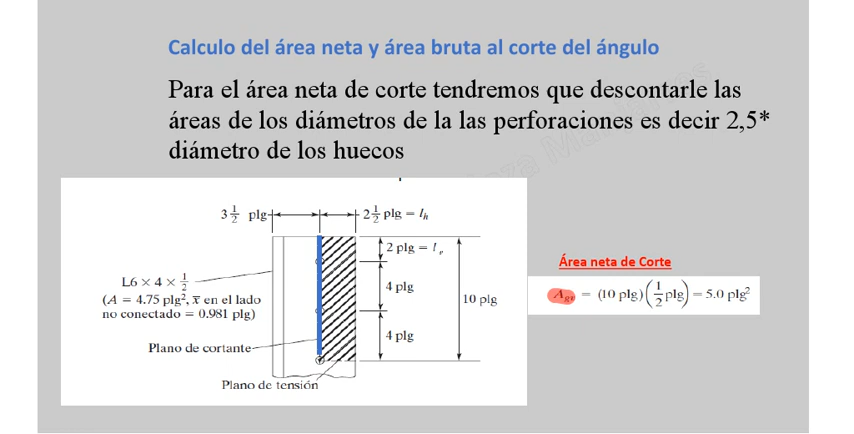 Calculo del área neta y área bruta al corte del ángulo
Para el área neta de corte tendremos que descontarle las
áreas de los diámetros de la las perforaciones es decir 2,5*
diámetro de los huecos
3 1/2 plg
2 1/2 plg = lₕ
2 plg = lᵥ
L6 × 4 × 1/2
(A = 4.75 plg², x̄ en el lado
no conectado = 0.981 plg)
4 plg
10 plg
4 plg
Plano de cortante
Plano de tensión
Área neta de Corte
A_gv = (10 plg)(1/2 plg) = 5.0 plg²